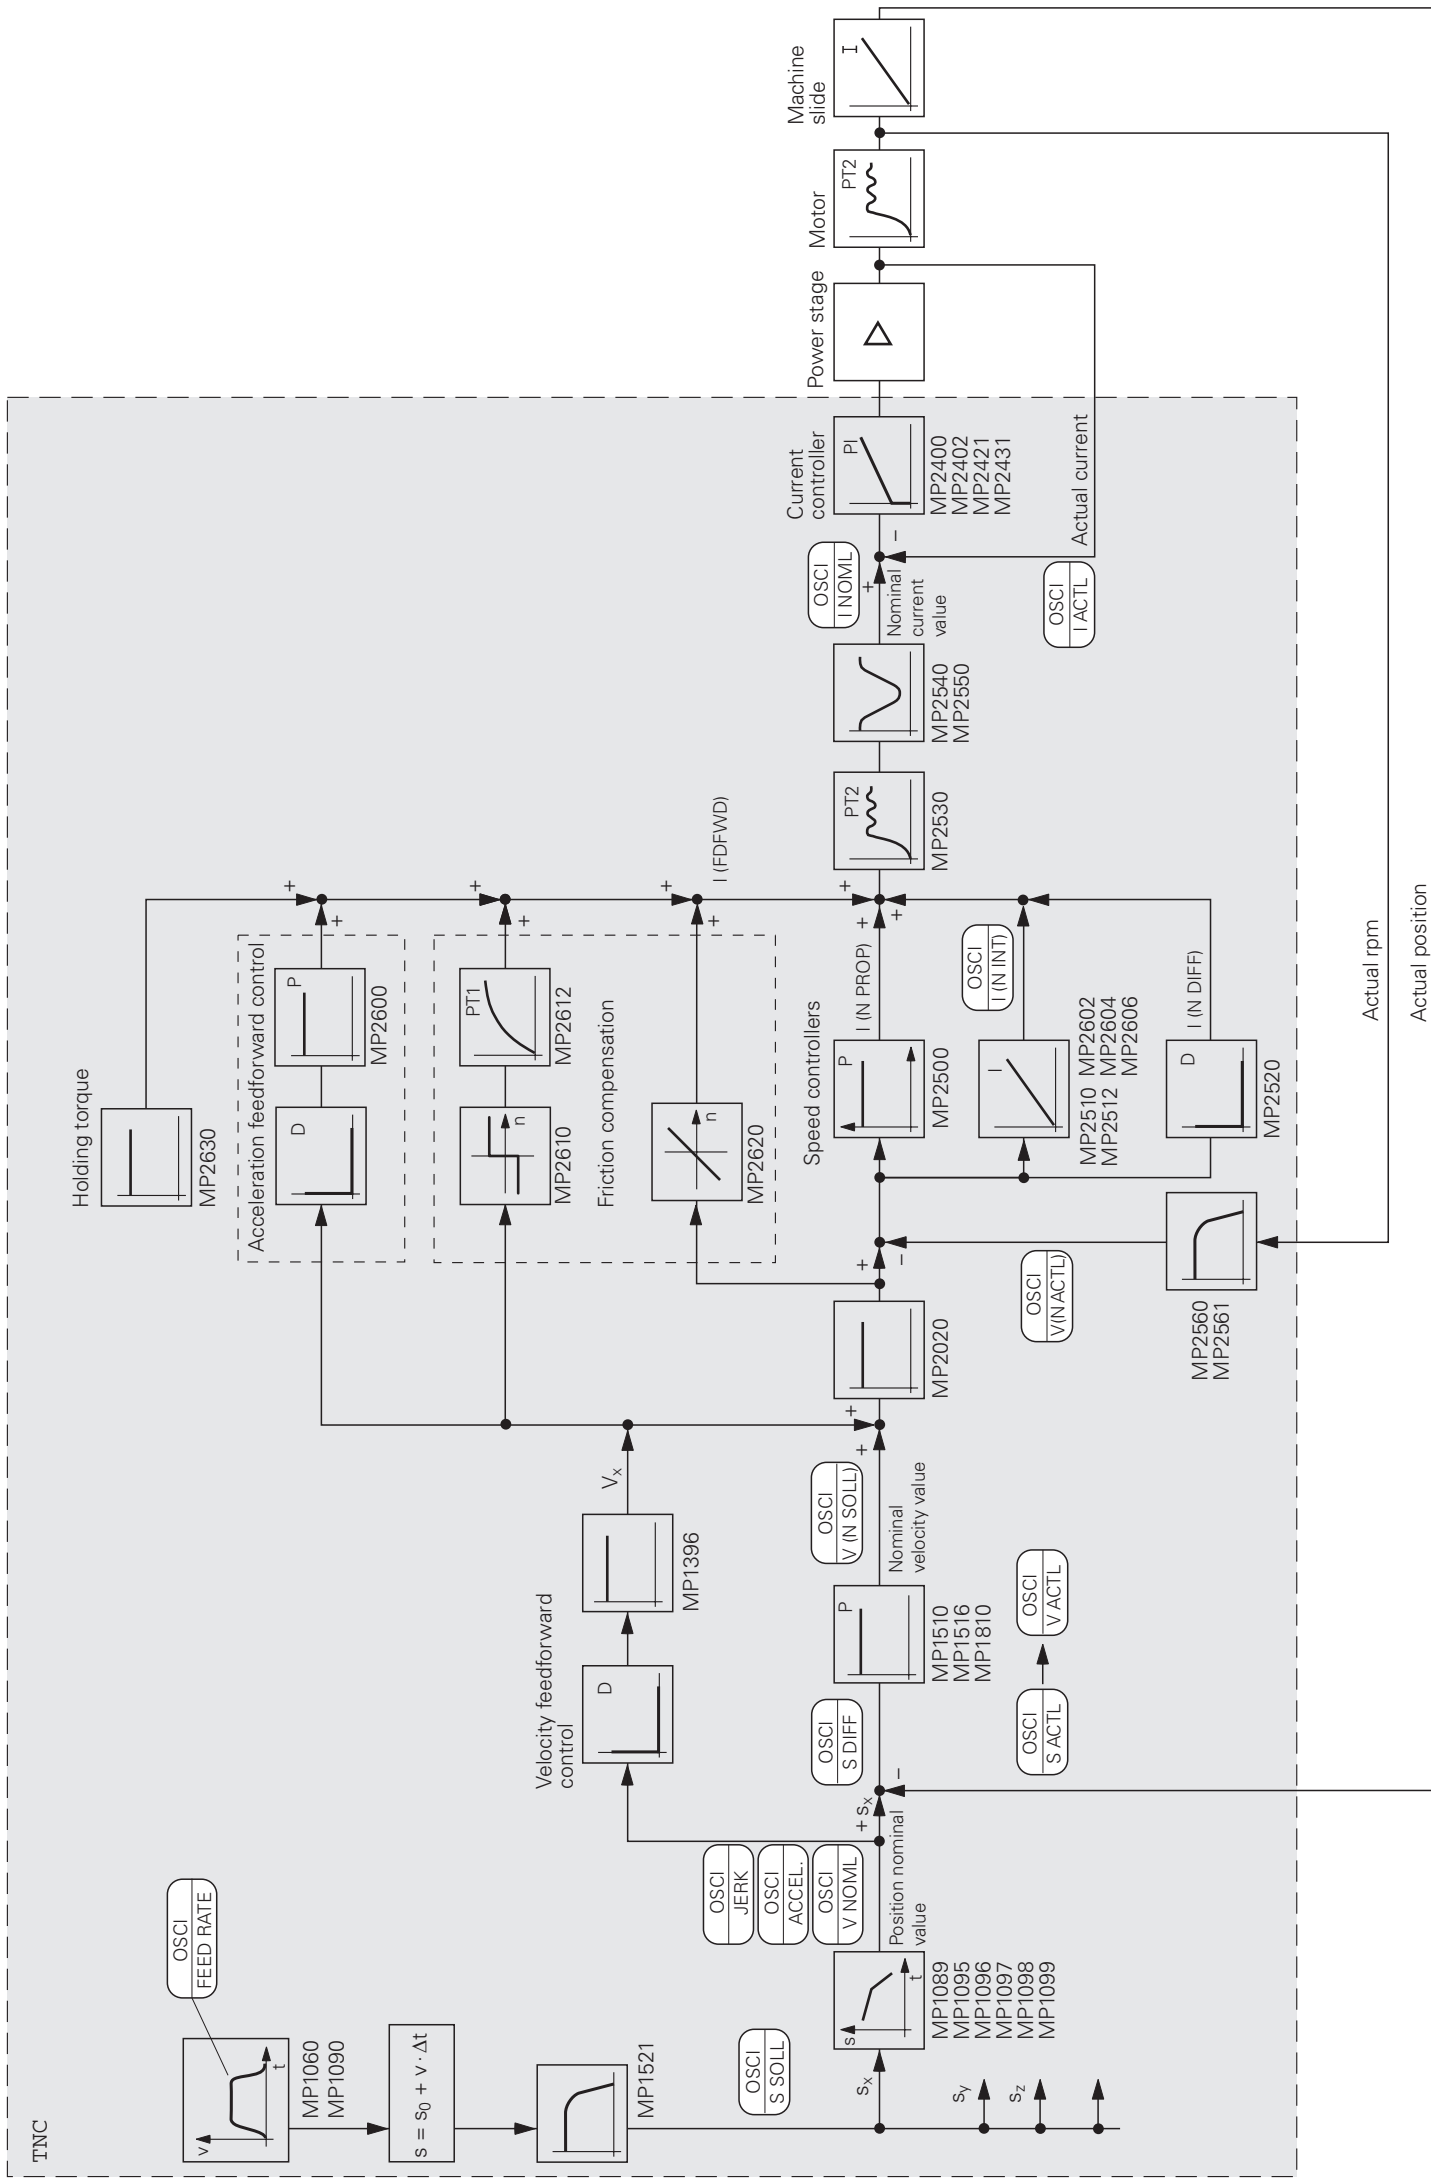 TNC
OSCI
FEED RATE
v
t
MP1060
MP1090
s = s0 + v · Δt
MP1521
OSCI
S SOLL
sx
sy
sz
s
t
MP1089
MP1095
MP1096
MP1097
MP1098
MP1099
Position nominal
value
OSCI
JERK
OSCI
ACCEL.
OSCI
V NOML
+ sx
−
Velocity feedforward
control
D
MP1396
Vx
OSCI
S DIFF
P
MP1510
MP1516
MP1810
OSCI
S ACTL
OSCI
V ACTL
OSCI
V (N SOLL)
Nominal
velocity value
+
+
MP2020
+
−
OSCI
V(N ACTL)
MP2560
MP2561
Holding torque
MP2630
Acceleration feedforward control
D
P
MP2600
+
+
n
MP2610
PT1
MP2612
+
+
Friction compensation
n
MP2620
+
+
I (FDFWD)
Speed controllers
P
MP2500
I (N PROP)
+
+
+
I
MP2510
MP2512
MP2602
MP2604
MP2606
OSCI
I (N INT)
D
MP2520
I (N DIFF)
PT2
MP2530
MP2540
MP2550
OSCI
I NOML
+
Nominal
current
value
−
OSCI
I ACTL
Actual current
Current
controller
PI
MP2400
MP2402
MP2421
MP2431
Power stage
Motor
PT2
Machine
slide
I
Actual rpm
Actual position